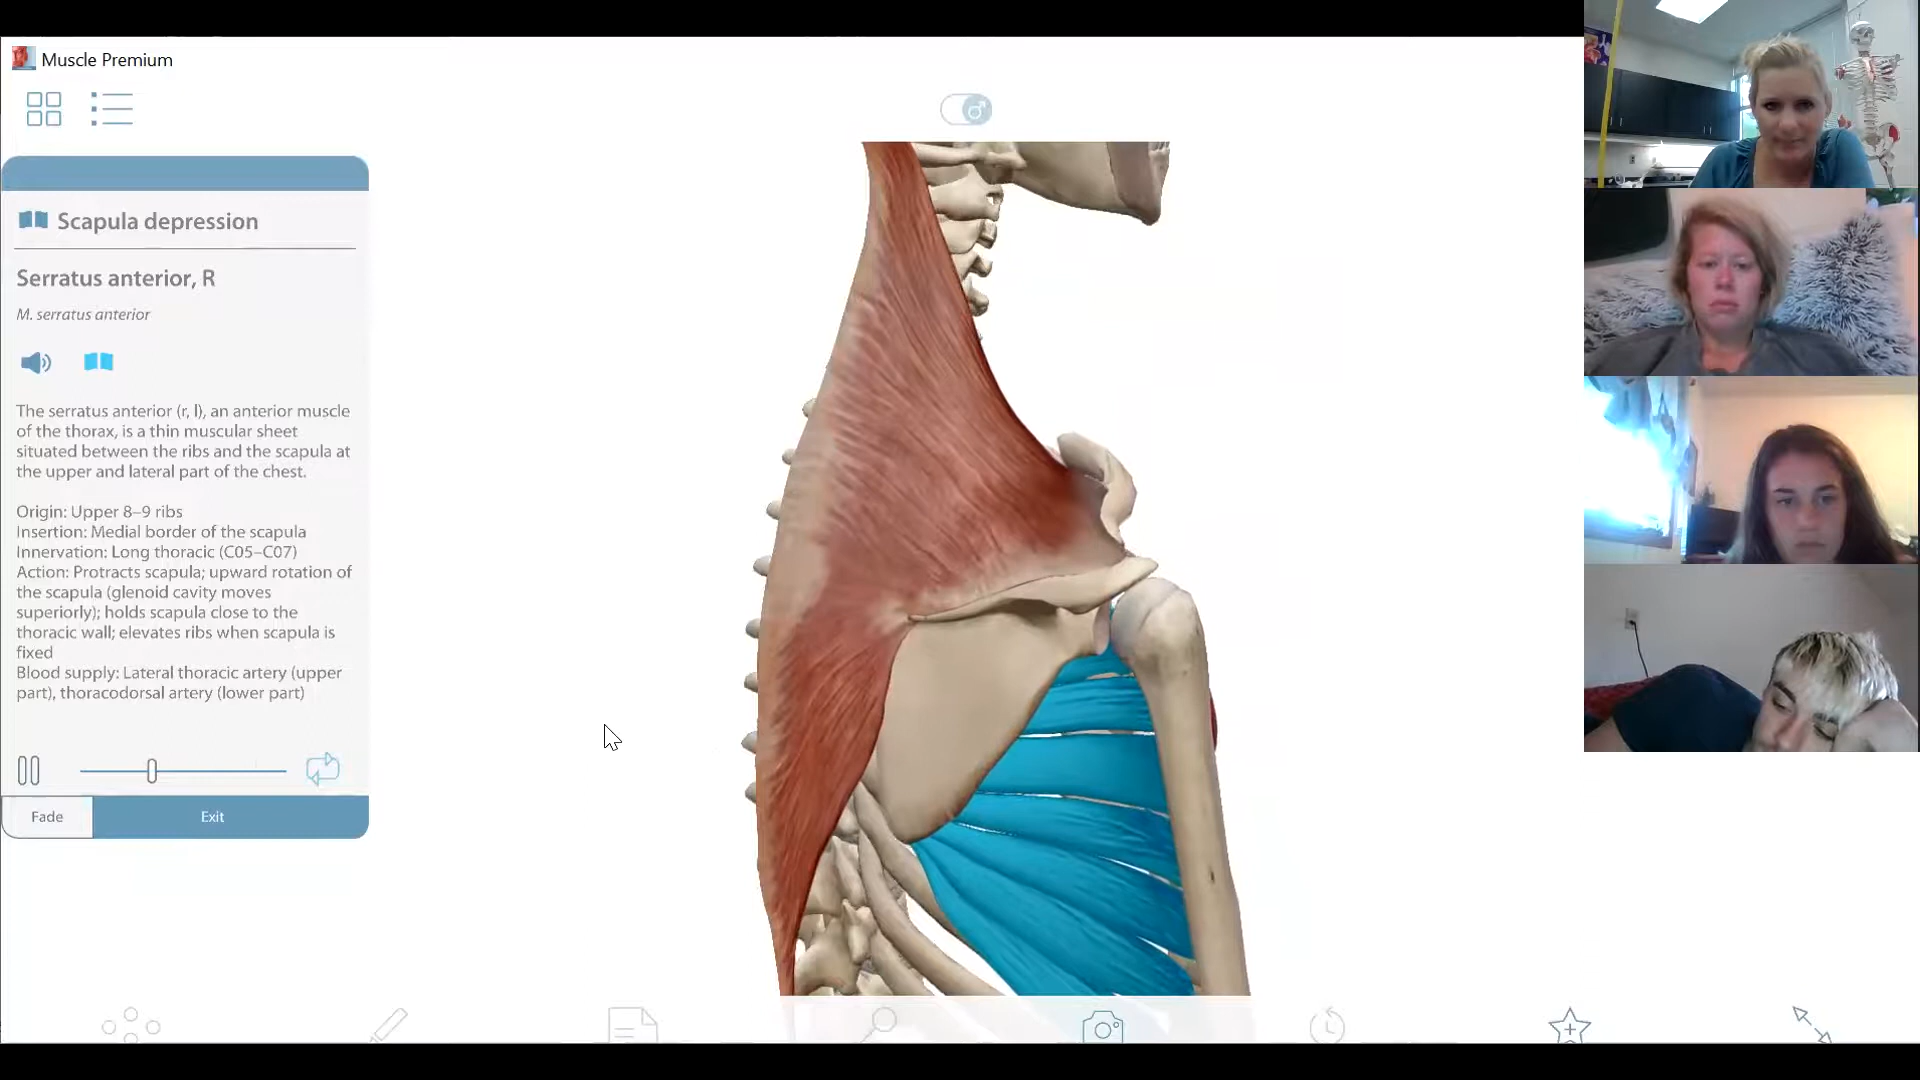 Muscle Premium
Scapula depression
Serratus anterior, R
M. serratus anterior
The serratus anterior (r, l), an anterior muscle
of the thorax, is a thin muscular sheet
situated between the ribs and the scapula at
the upper and lateral part of the chest.
Origin: Upper 8–9 ribs
Insertion: Medial border of the scapula
Innervation: Long thoracic (C05–C07)
Action: Protracts scapula; upward rotation of
the scapula (glenoid cavity moves
superiorly); holds scapula close to the
thoracic wall; elevates ribs when scapula is
fixed
Blood supply: Lateral thoracic artery (upper
part), thoracodorsal artery (lower part)
Fade
Exit